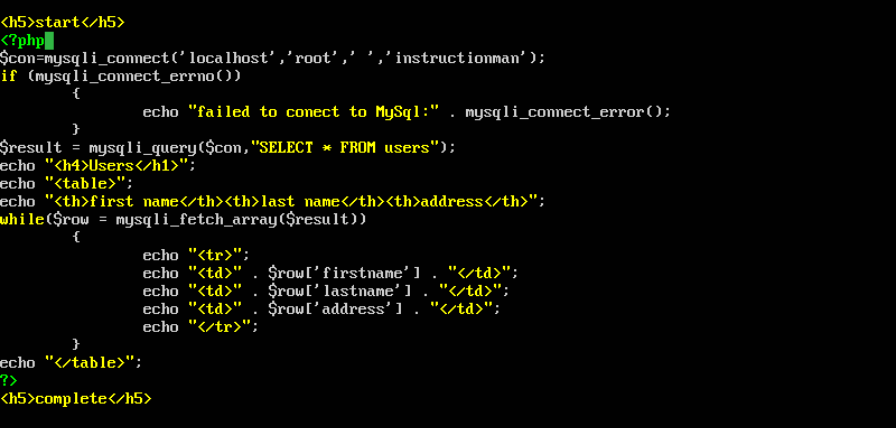 <h5>start</h5>
<?php
$con=mysqli_connect('localhost','root',' ','instructionman');
if (mysqli_connect_errno())
{
echo "failed to conect to MySql:" . mysqli_connect_error();
}
$result = mysqli_query($con,"SELECT * FROM users");
echo "<h4>Users</h1>";
echo "<table>";
echo "<th>first name</th><th>last name</th><th>address</th>";
while($row = mysqli_fetch_array($result))
{
echo "<tr>";
echo "<td>" . $row['firstname'] . "</td>";
echo "<td>" . $row['lastname'] . "</td>";
echo "<td>" . $row['address'] . "</td>";
echo "</tr>";
}
echo "</table>";
?>
<h5>complete</h5>